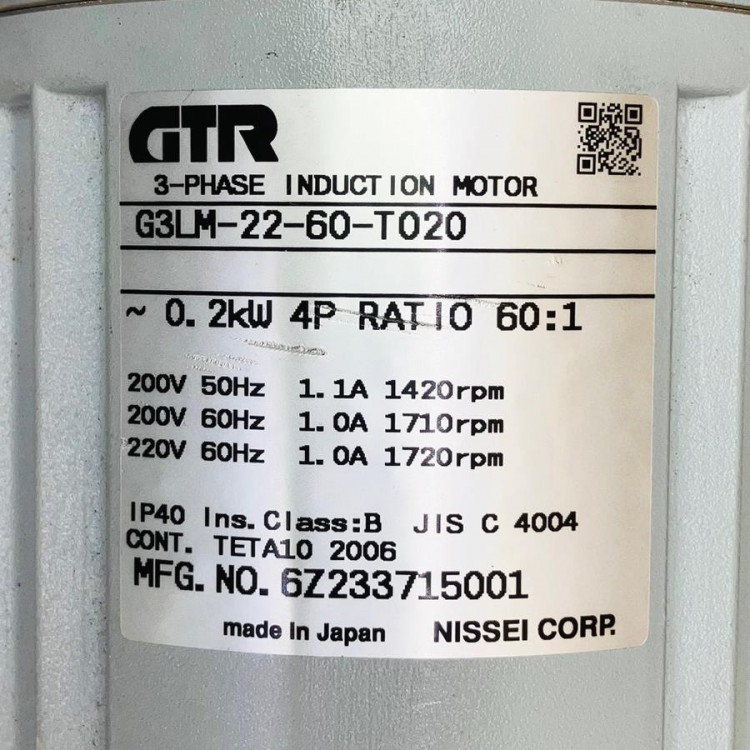 GTR
3-PHASE INDUCTION MOTOR
G3LM-22-60-T020
~ 0.2kW 4P RATIO 60:1
200V 50Hz 1.1A 1420rpm
200V 60Hz 1.0A 1710rpm
220V 60Hz 1.0A 1720rpm
IP40 Ins.Class:B JIS C 4004
CONT. TETA10 2006
MFG.NO.6Z233715001
made in Japan NISSEI CORP.